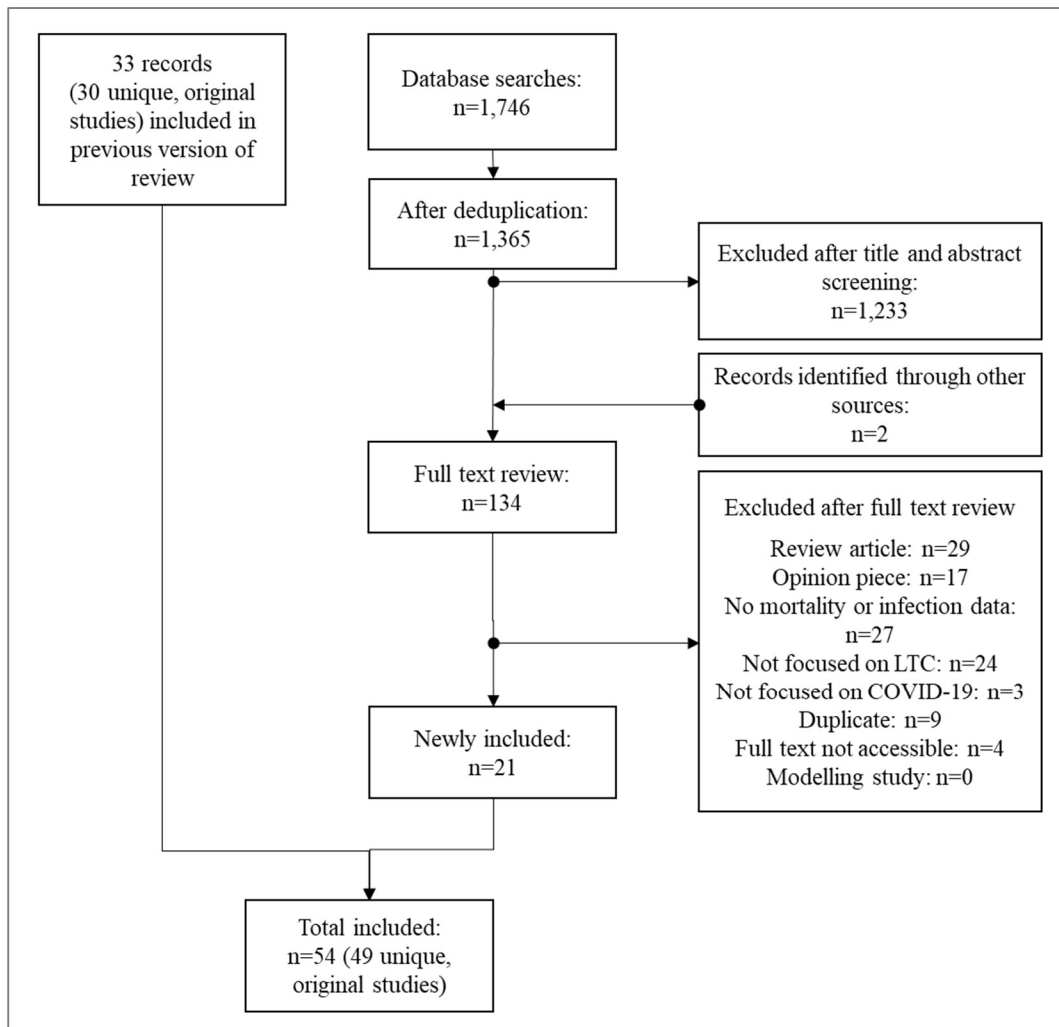 33 records
(30 unique, original
studies) included in
previous version of
review
Database searches:
n=1,746
After deduplication:
n=1,365
Excluded after title and abstract
screening:
n=1,233
Records identified through other
sources:
n=2
Full text review:
n=134
Excluded after full text review
Review article: n=29
Opinion piece: n=17
No mortality or infection data:
n=27
Not focused on LTC: n=24
Not focused on COVID-19: n=3
Duplicate: n=9
Full text not accessible: n=4
Modelling study: n=0
Newly included:
n=21
Total included:
n=54 (49 unique,
original studies)